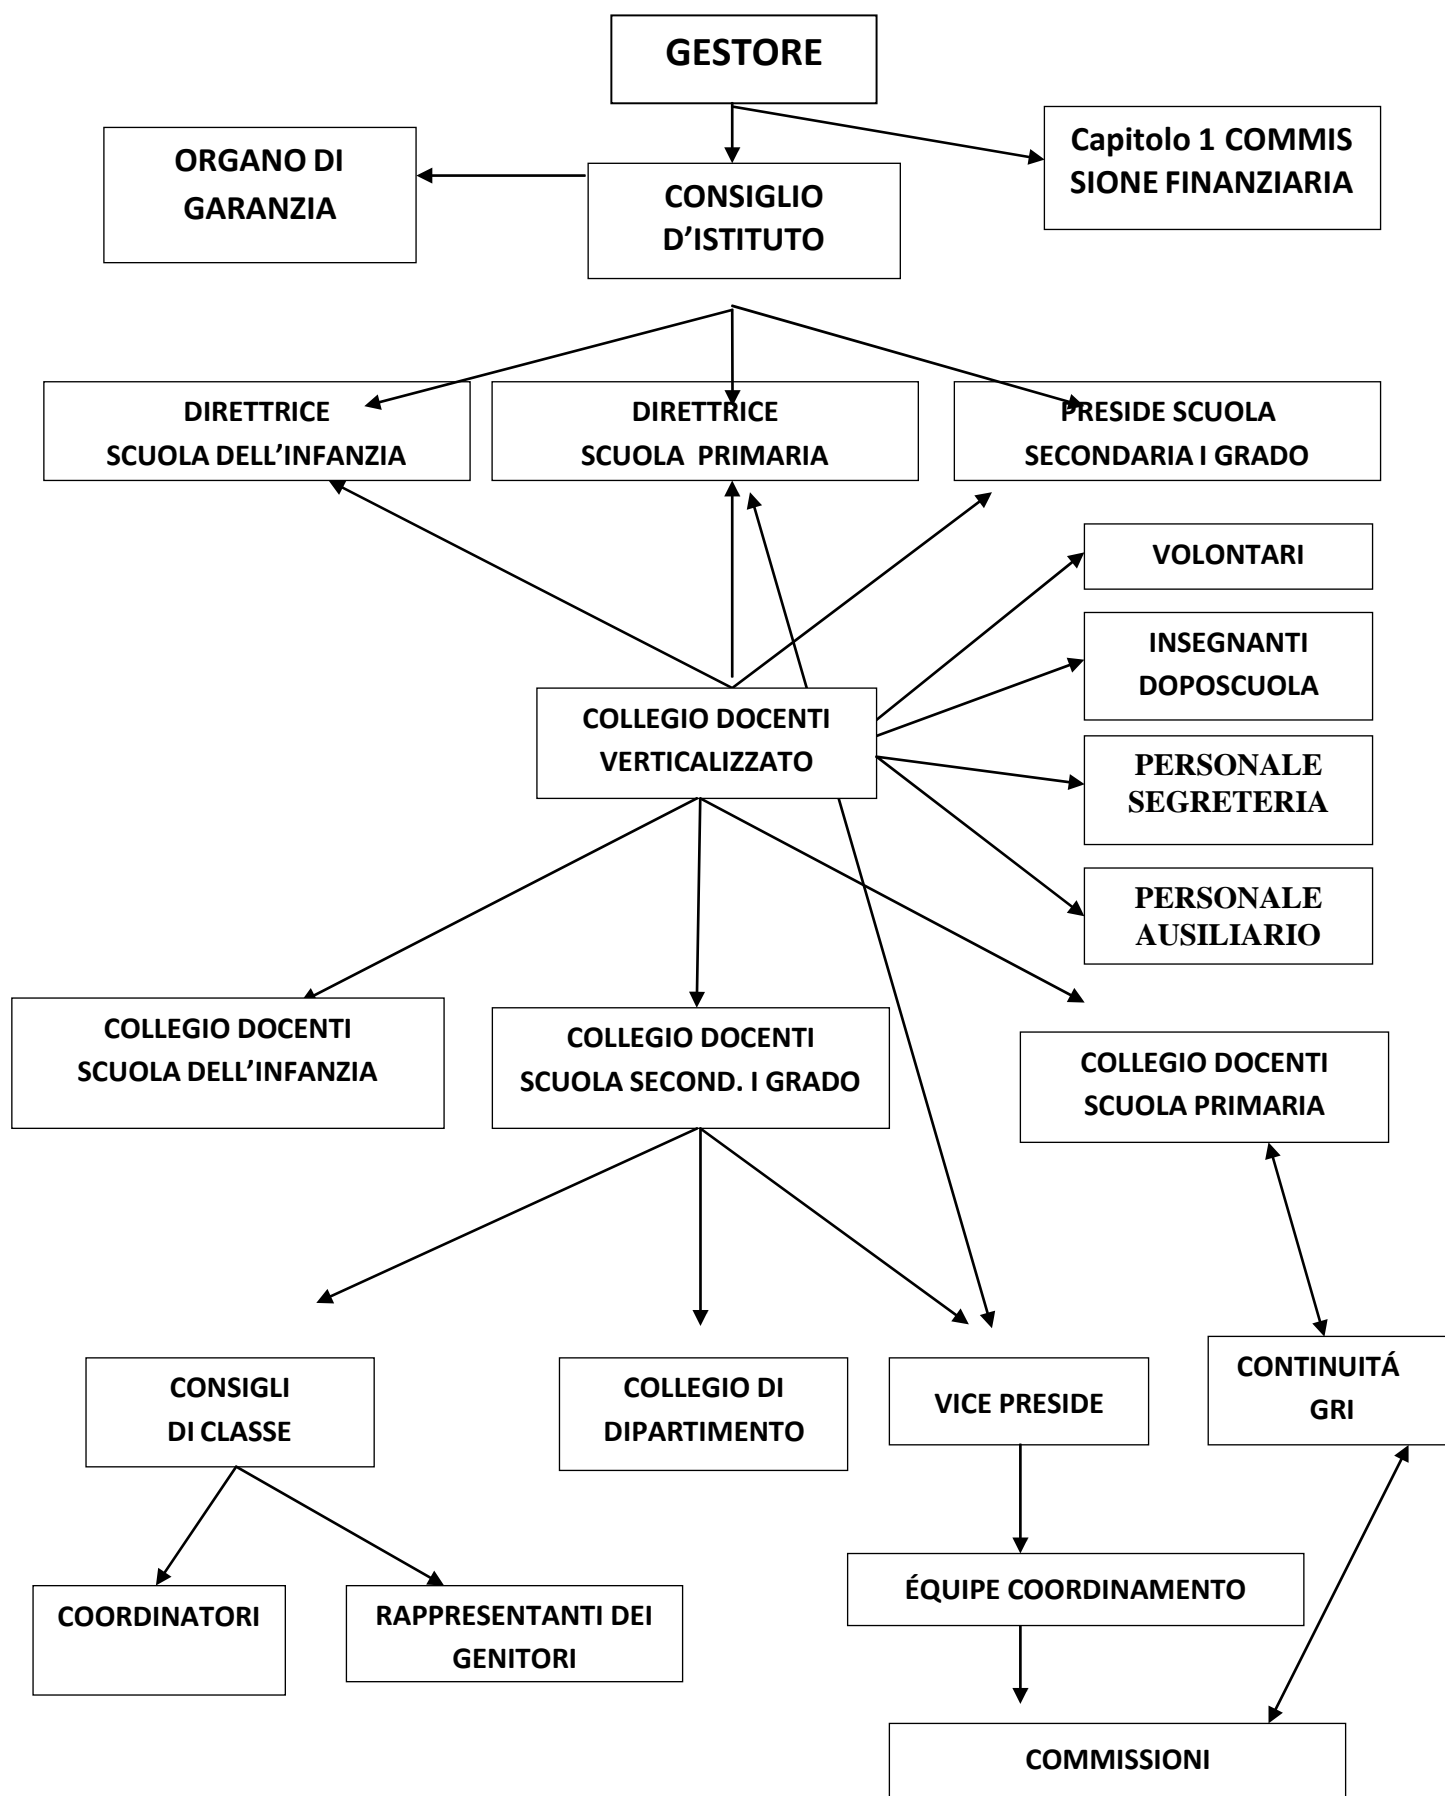 GESTORE
ORGANO DI
GARANZIA
CONSIGLIO
D’ISTITUTO
Capitolo 1 COMMIS
SIONE FINANZIARIA
DIRETTRICE
SCUOLA DELL’INFANZIA
DIRETTRICE
SCUOLA PRIMARIA
PRESIDE SCUOLA
SECONDARIA I GRADO
VOLONTARI
INSEGNANTI
DOPOSCUOLA
COLLEGIO DOCENTI
VERTICALIZZATO
PERSONALE
SEGRETERIA
PERSONALE
AUSILIARIO
COLLEGIO DOCENTI
SCUOLA DELL’INFANZIA
COLLEGIO DOCENTI
SCUOLA SECOND. I GRADO
COLLEGIO DOCENTI
SCUOLA PRIMARIA
CONSIGLI
DI CLASSE
COLLEGIO DI
DIPARTIMENTO
VICE PRESIDE
CONTINUITÁ
GRI
COORDINATORI
RAPPRESENTANTI DEI
GENITORI
ÉQUIPE COORDINAMENTO
COMMISSIONI